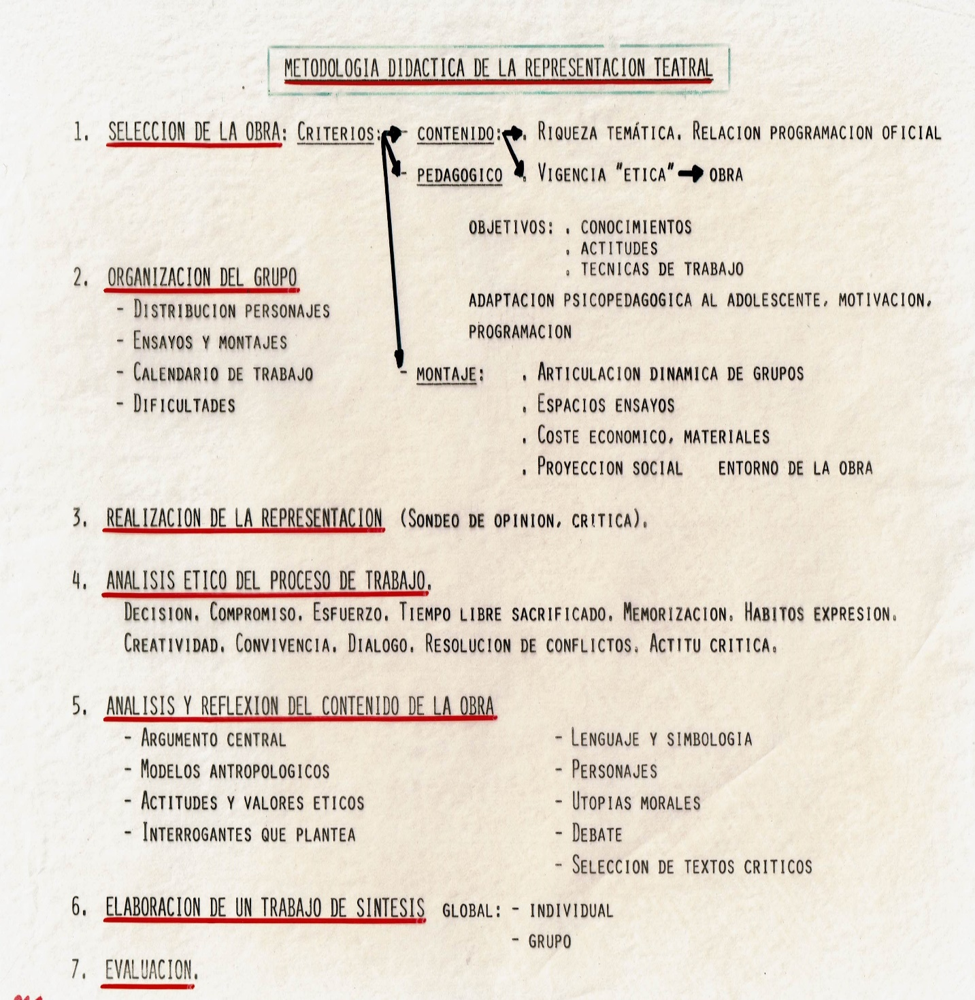 METODOLOGIA DIDACTICA DE LA REPRESENTACION TEATRAL
1. SELECCION DE LA OBRA: CRITERIOS: - CONTENIDO: . RIQUEZA TEMÁTICA. RELACION PROGRAMACION OFICIAL
- PEDAGOGICO . VIGENCIA "ETICA" → OBRA
OBJETIVOS: . CONOCIMIENTOS
. ACTITUDES
. TECNICAS DE TRABAJO
ADAPTACION PSICOPEDAGOGICA AL ADOLESCENTE, MOTIVACION,
PROGRAMACION
2. ORGANIZACION DEL GRUPO
- DISTRIBUCION PERSONAJES
- ENSAYOS Y MONTAJES
- CALENDARIO DE TRABAJO
- DIFICULTADES
- MONTAJE: . ARTICULACION DINAMICA DE GRUPOS
. ESPACIOS ENSAYOS
. COSTE ECONOMICO, MATERIALES
. PROYECCION SOCIAL ENTORNO DE LA OBRA
3. REALIZACION DE LA REPRESENTACION (SONDEO DE OPINION, CRITICA).
4. ANALISIS ETICO DEL PROCESO DE TRABAJO.
DECISION. COMPROMISO. ESFUERZO. TIEMPO LIBRE SACRIFICADO. MEMORIZACION. HABITOS EXPRESION.
CREATIVIDAD. CONVIVENCIA. DIALOGO. RESOLUCION DE CONFLICTOS. ACTITU CRITICA.
5. ANALISIS Y REFLEXION DEL CONTENIDO DE LA OBRA
- ARGUMENTO CENTRAL
- MODELOS ANTROPOLOGICOS
- ACTITUDES Y VALORES ETICOS
- INTERROGANTES QUE PLANTEA
- LENGUAJE Y SIMBOLOGIA
- PERSONAJES
- UTOPIAS MORALES
- DEBATE
- SELECCION DE TEXTOS CRITICOS
6. ELABORACION DE UN TRABAJO DE SINTESIS GLOBAL: - INDIVIDUAL
- GRUPO
7. EVALUACION.